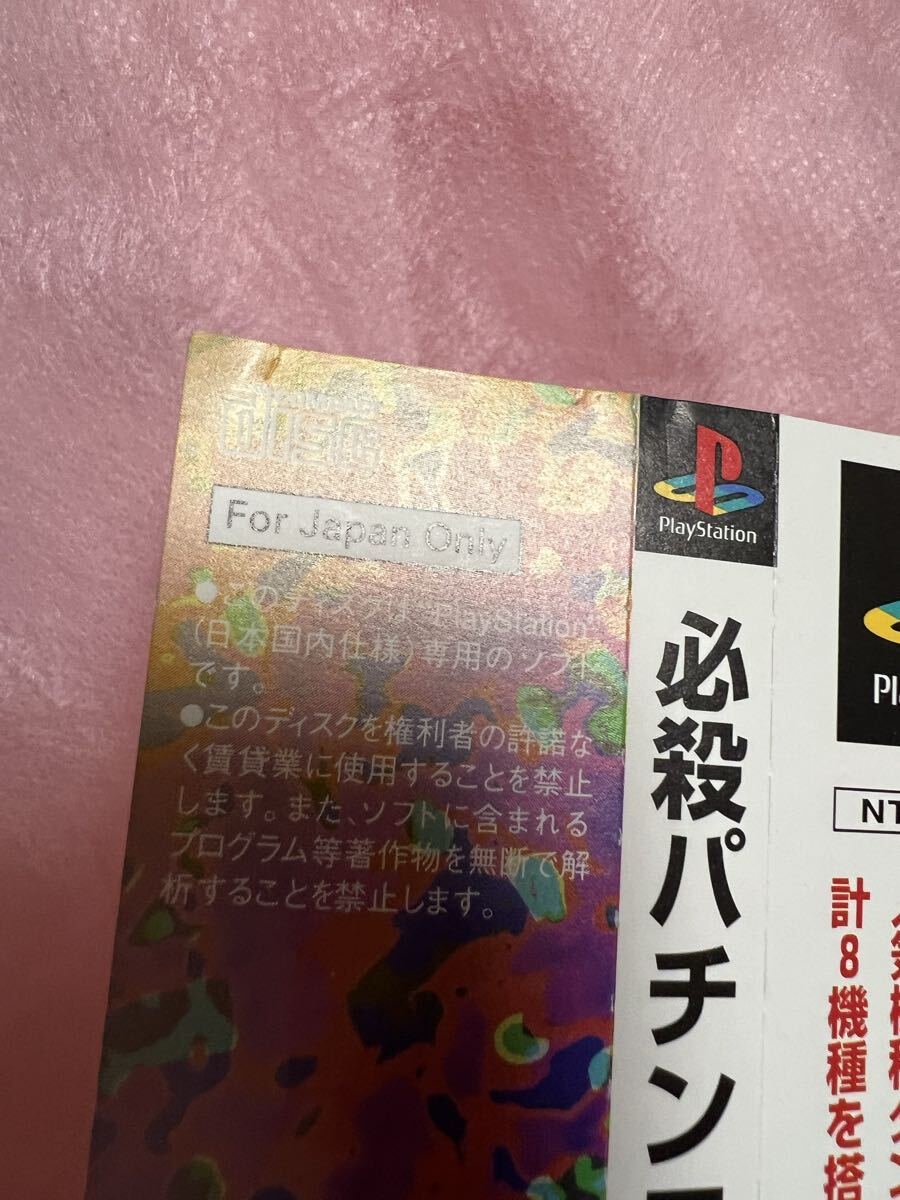 COMPACT
disc
For Japan Only
●このディスクは"PlayStation"
(日本国内仕様)専用のソフト
です。
●このディスクを権利者の許諾な
く賃貸業に使用することを禁止
します。また、ソフトに含まれる
プログラム等著作物を無断で解
析することを禁止します。
PlayStation
必殺パチン
Pl
NT
計8機種を搭